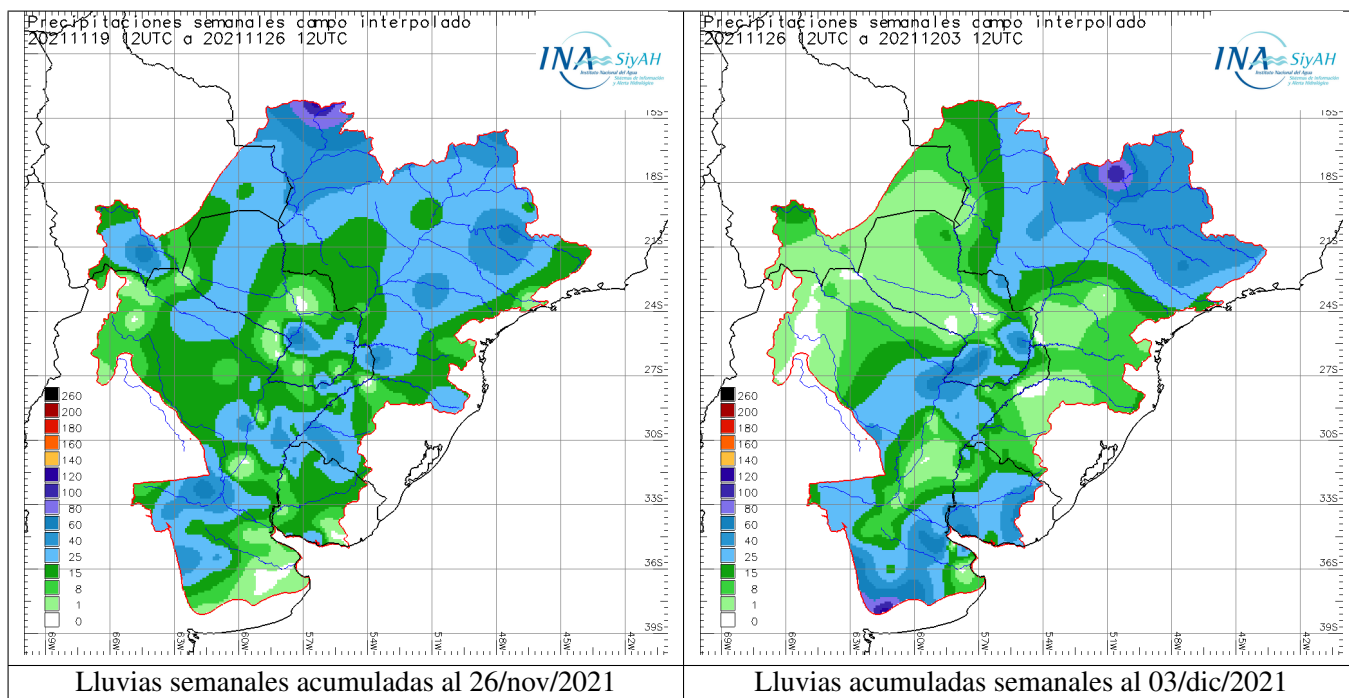 Precipitaciones semanales campo interpolado
20211119 12UTC a 20211126 12UTC
INA SiyAH
Instituto Nacional del Agua
Sistemas de Información
y Alerta Hidrológico
15S
18S
21S
24S
27S
30S
33S
36S
39S
260
200
180
160
140
120
100
80
60
40
25
15
8
1
0
69W 66W 63W 60W 57W 54W 51W 48W 45W 42W
Lluvias semanales acumuladas al 26/nov/2021
Precipitaciones semanales campo interpolado
20211126 12UTC a 20211203 12UTC
INA SiyAH
Instituto Nacional del Agua
Sistemas de Información
y Alerta Hidrológico
15S
18S
21S
24S
27S
30S
33S
36S
39S
260
200
180
160
140
120
100
80
60
40
25
15
8
1
0
69W 66W 63W 60W 57W 54W 51W 48W 45W 42W
Lluvias acumuladas semanales al 03/dic/2021